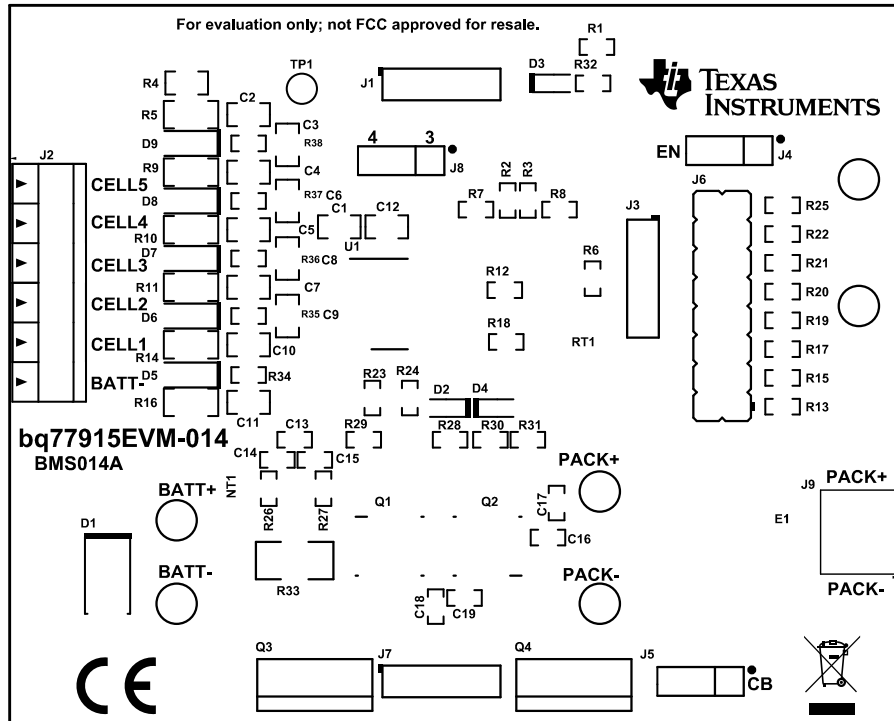 For evaluation only; not FCC approved for resale.
R1
TP1
D3
R32
J1
TEXAS
INSTRUMENTS
R4
C2
R5
C3
4 3
R38
D9
EN
J4
J2
J8
R9
C4
R2
R3
J6
CELL5
D8
R37
C6
R7
R8
J3
R25
C1
C12
CELL4
R10
C5
U1
R22
D7
R36
C8
R6
R21
CELL3
R11
C7
R12
R20
CELL2
D6
R35
C9
R19
R18
RT1
CELL1
R14
C10
R17
BATT-
D5
R34
R23
R24
R15
R16
D2
D4
R13
C11
bq77915EVM-014
C13
R29
R28
R30
R31
BMS014A
C14
C15
PACK+
PACK+
J9
BATT+
NT1
R26
R27
Q1
Q2
C17
E1
D1
C16
BATT-
R33
PACK-
PACK-
C18
C19
Q3
J7
Q4
J5
CB
CE